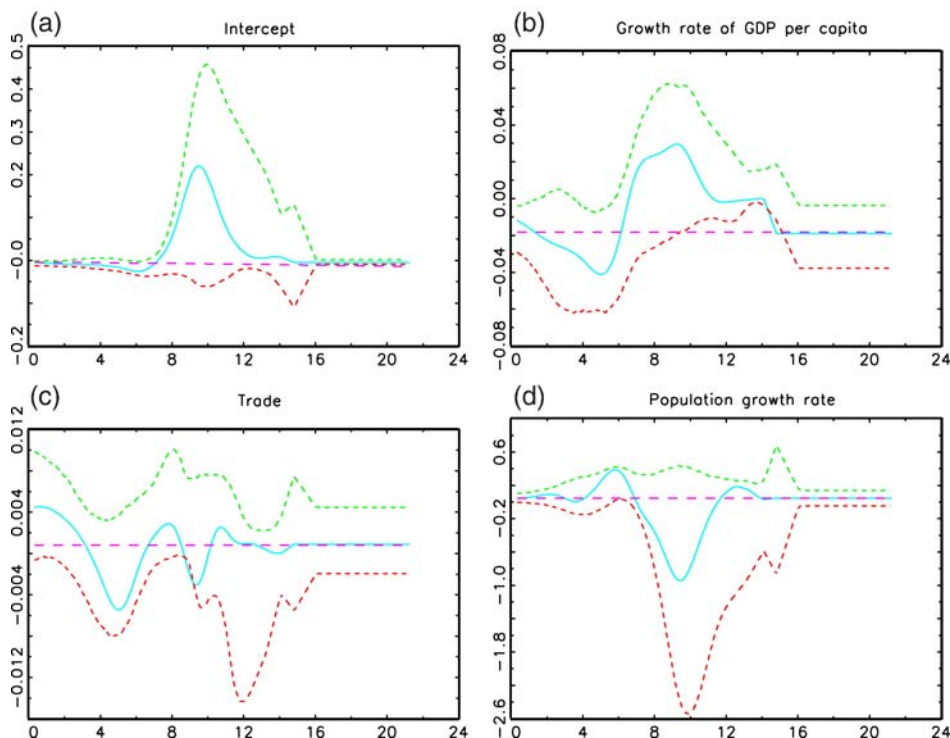 (a)
Intercept
0.5
0.4
0.3
0.2
−0.0
−0.2
0 4 8 12 16 20 24
(b)
Growth rate of GDP per capita
0.08
0.04
0.00
−0.04
−0.08
0 4 8 12 16 20 24
(c)
Trade
0.012
0.004
−0.004
−0.012
0 4 8 12 16 20 24
(d)
Population growth rate
0.6
−0.2
−1.0
−1.8
−2.6
0 4 8 12 16 20 24